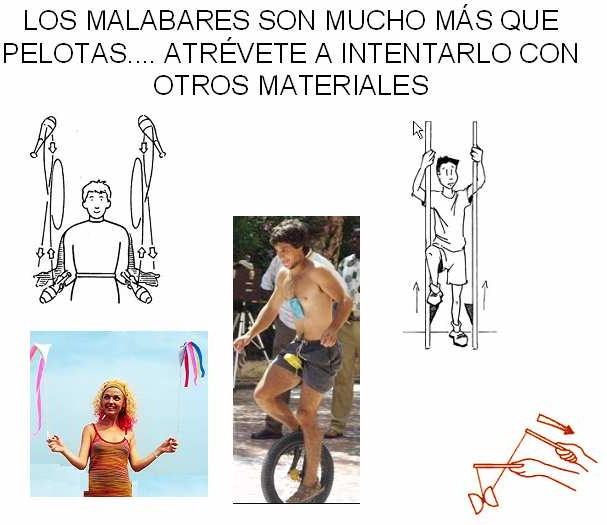 LOS MALABARES SON MUCHO MÁS QUE
PELOTAS.... ATRÉVETE A INTENTARLO CON
OTROS MATERIALES